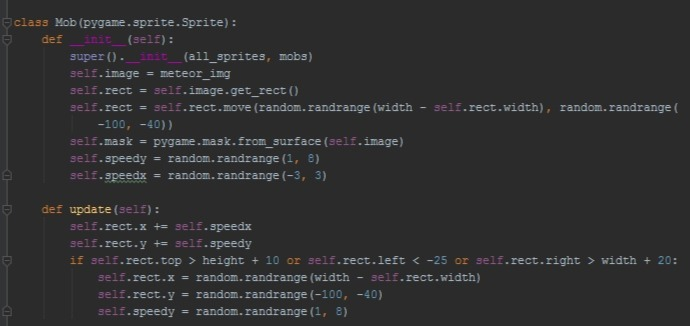 class Mob(pygame.sprite.Sprite):
    def __init__(self):
        super().__init__(all_sprites, mobs)
        self.image = meteor_img
        self.rect = self.image.get_rect()
        self.rect = self.rect.move(random.randrange(width - self.rect.width), random.randrange(
            -100, -40))
        self.mask = pygame.mask.from_surface(self.image)
        self.speedy = random.randrange(1, 8)
        self.speedx = random.randrange(-3, 3)

    def update(self):
        self.rect.x += self.speedx
        self.rect.y += self.speedy
        if self.rect.top > height + 10 or self.rect.left < -25 or self.rect.right > width + 20:
            self.rect.x = random.randrange(width - self.rect.width)
            self.rect.y = random.randrange(-100, -40)
            self.speedy = random.randrange(1, 8)